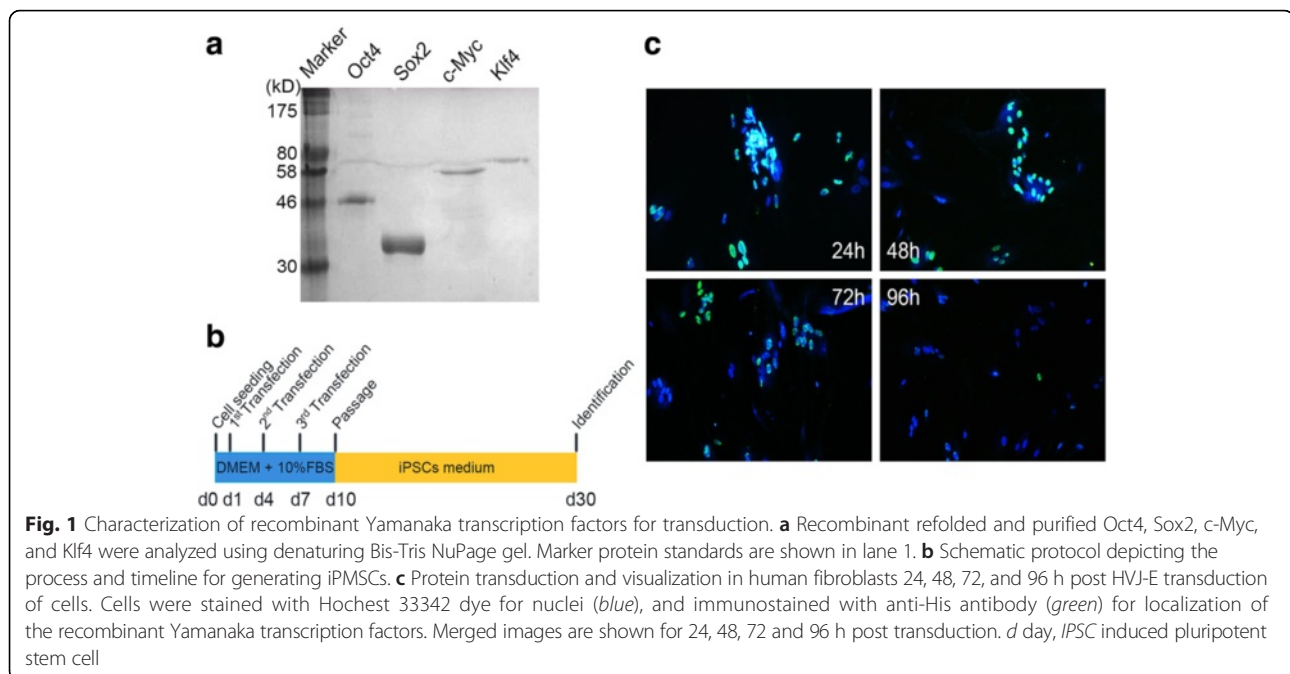 a
Marker
Oct4
Sox2
c-Myc
Klf4
(kD)
175
80
58
46
30
b
Cell seeding
1st Transfection
2nd Transfection
3rd Transfection
Passage
Identification
DMEM + 10%FBS
iPSCs medium
d0 d1 d4 d7 d10 d30
c
24h
48h
72h
96h
Fig. 1 Characterization of recombinant Yamanaka transcription factors for transduction. a Recombinant refolded and purified Oct4, Sox2, c-Myc,
and Klf4 were analyzed using denaturing Bis-Tris NuPage gel. Marker protein standards are shown in lane 1. b Schematic protocol depicting the
process and timeline for generating iPMSCs. c Protein transduction and visualization in human fibroblasts 24, 48, 72, and 96 h post HVJ-E transduction
of cells. Cells were stained with Hochest 33342 dye for nuclei (blue), and immunostained with anti-His antibody (green) for localization of
the recombinant Yamanaka transcription factors. Merged images are shown for 24, 48, 72 and 96 h post transduction. d day, IPSC induced pluripotent
stem cell